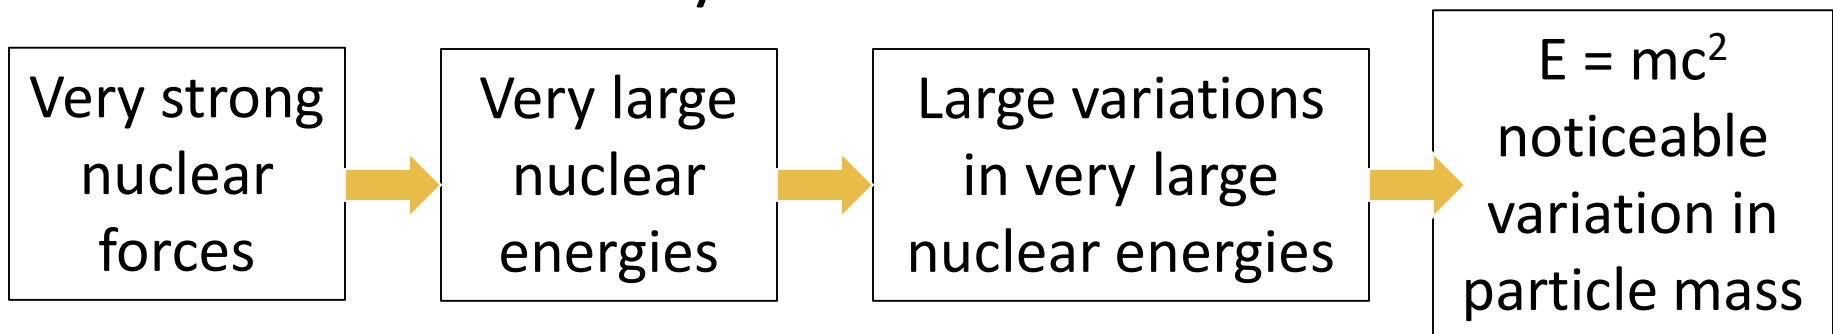 Very strong
nuclear
forces
Very large
nuclear
energies
Large variations
in very large
nuclear energies
E = mc²
noticeable
variation in
particle mass